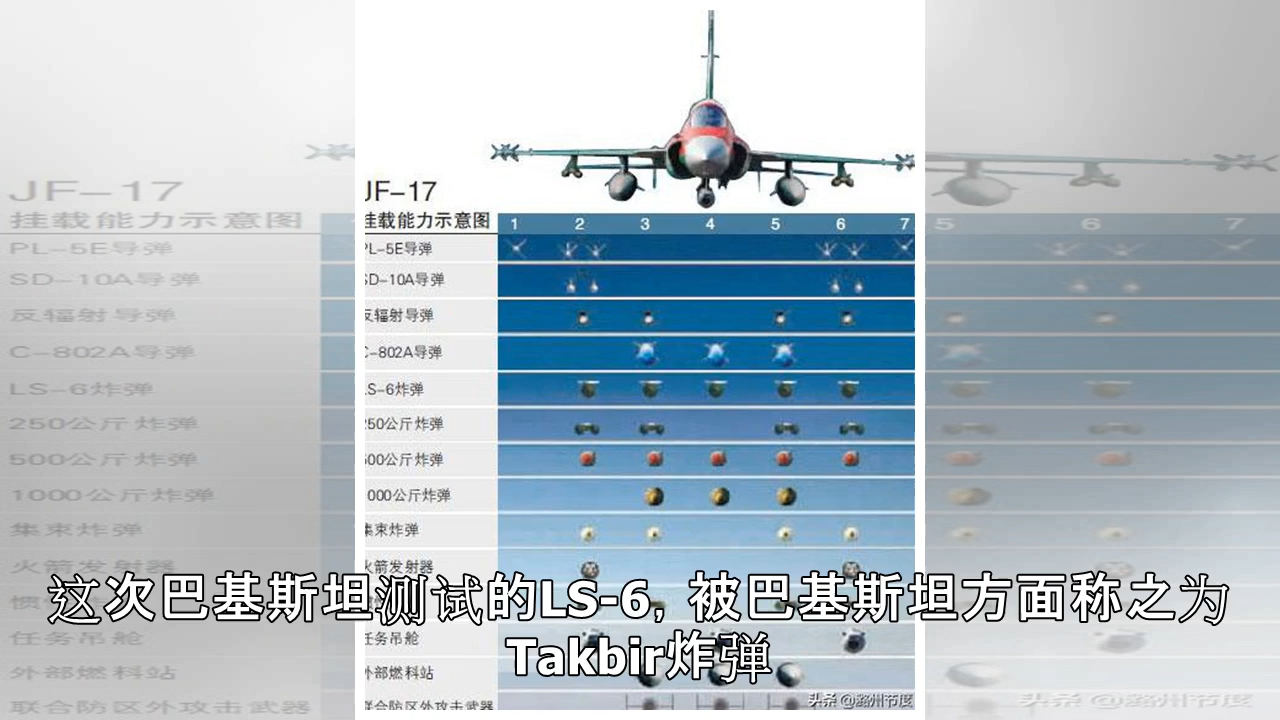 JF-17
挂载能力示意图 1 2 3 4 5 6 7
PL-5E导弹
SD-10A导弹
反辐射导弹
C-802A导弹
LS-6炸弹
250公斤炸弹
500公斤炸弹
1000公斤炸弹
集束炸弹
火箭发射器
任务吊舱
外部燃料站
联合防区外攻击武器
这次巴基斯坦测试的LS-6，被巴基斯坦方面称之为
Takbir炸弹
头条 @潞州节度